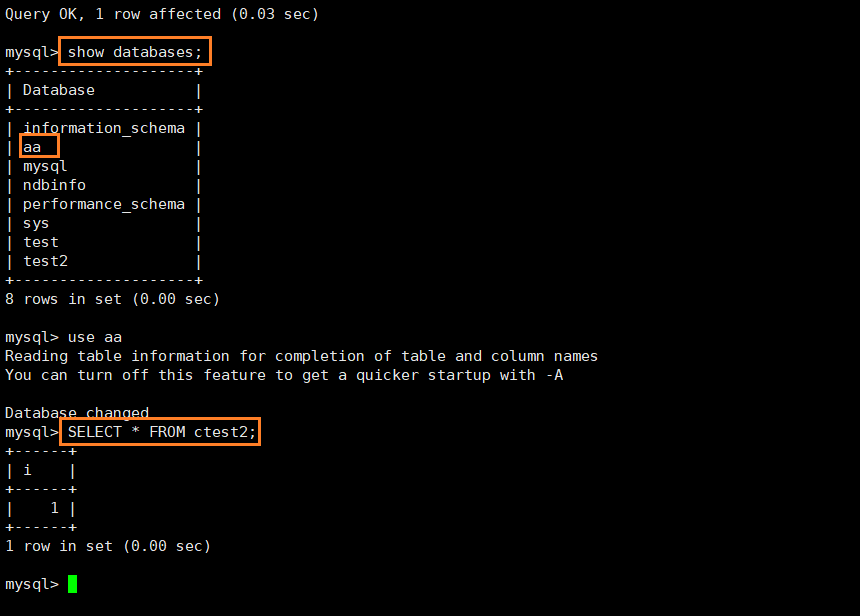 Query OK, 1 row affected (0.03 sec)

mysql> show databases;
+--------------------+
| Database           |
+--------------------+
| information_schema |
| aa                 |
| mysql              |
| ndbinfo            |
| performance_schema |
| sys                |
| test               |
| test2              |
+--------------------+
8 rows in set (0.00 sec)

mysql> use aa
Reading table information for completion of table and column names
You can turn off this feature to get a quicker startup with -A

Database changed
mysql> SELECT * FROM ctest2;
+------+
| i    |
+------+
|    1 |
+------+
1 row in set (0.00 sec)

mysql>